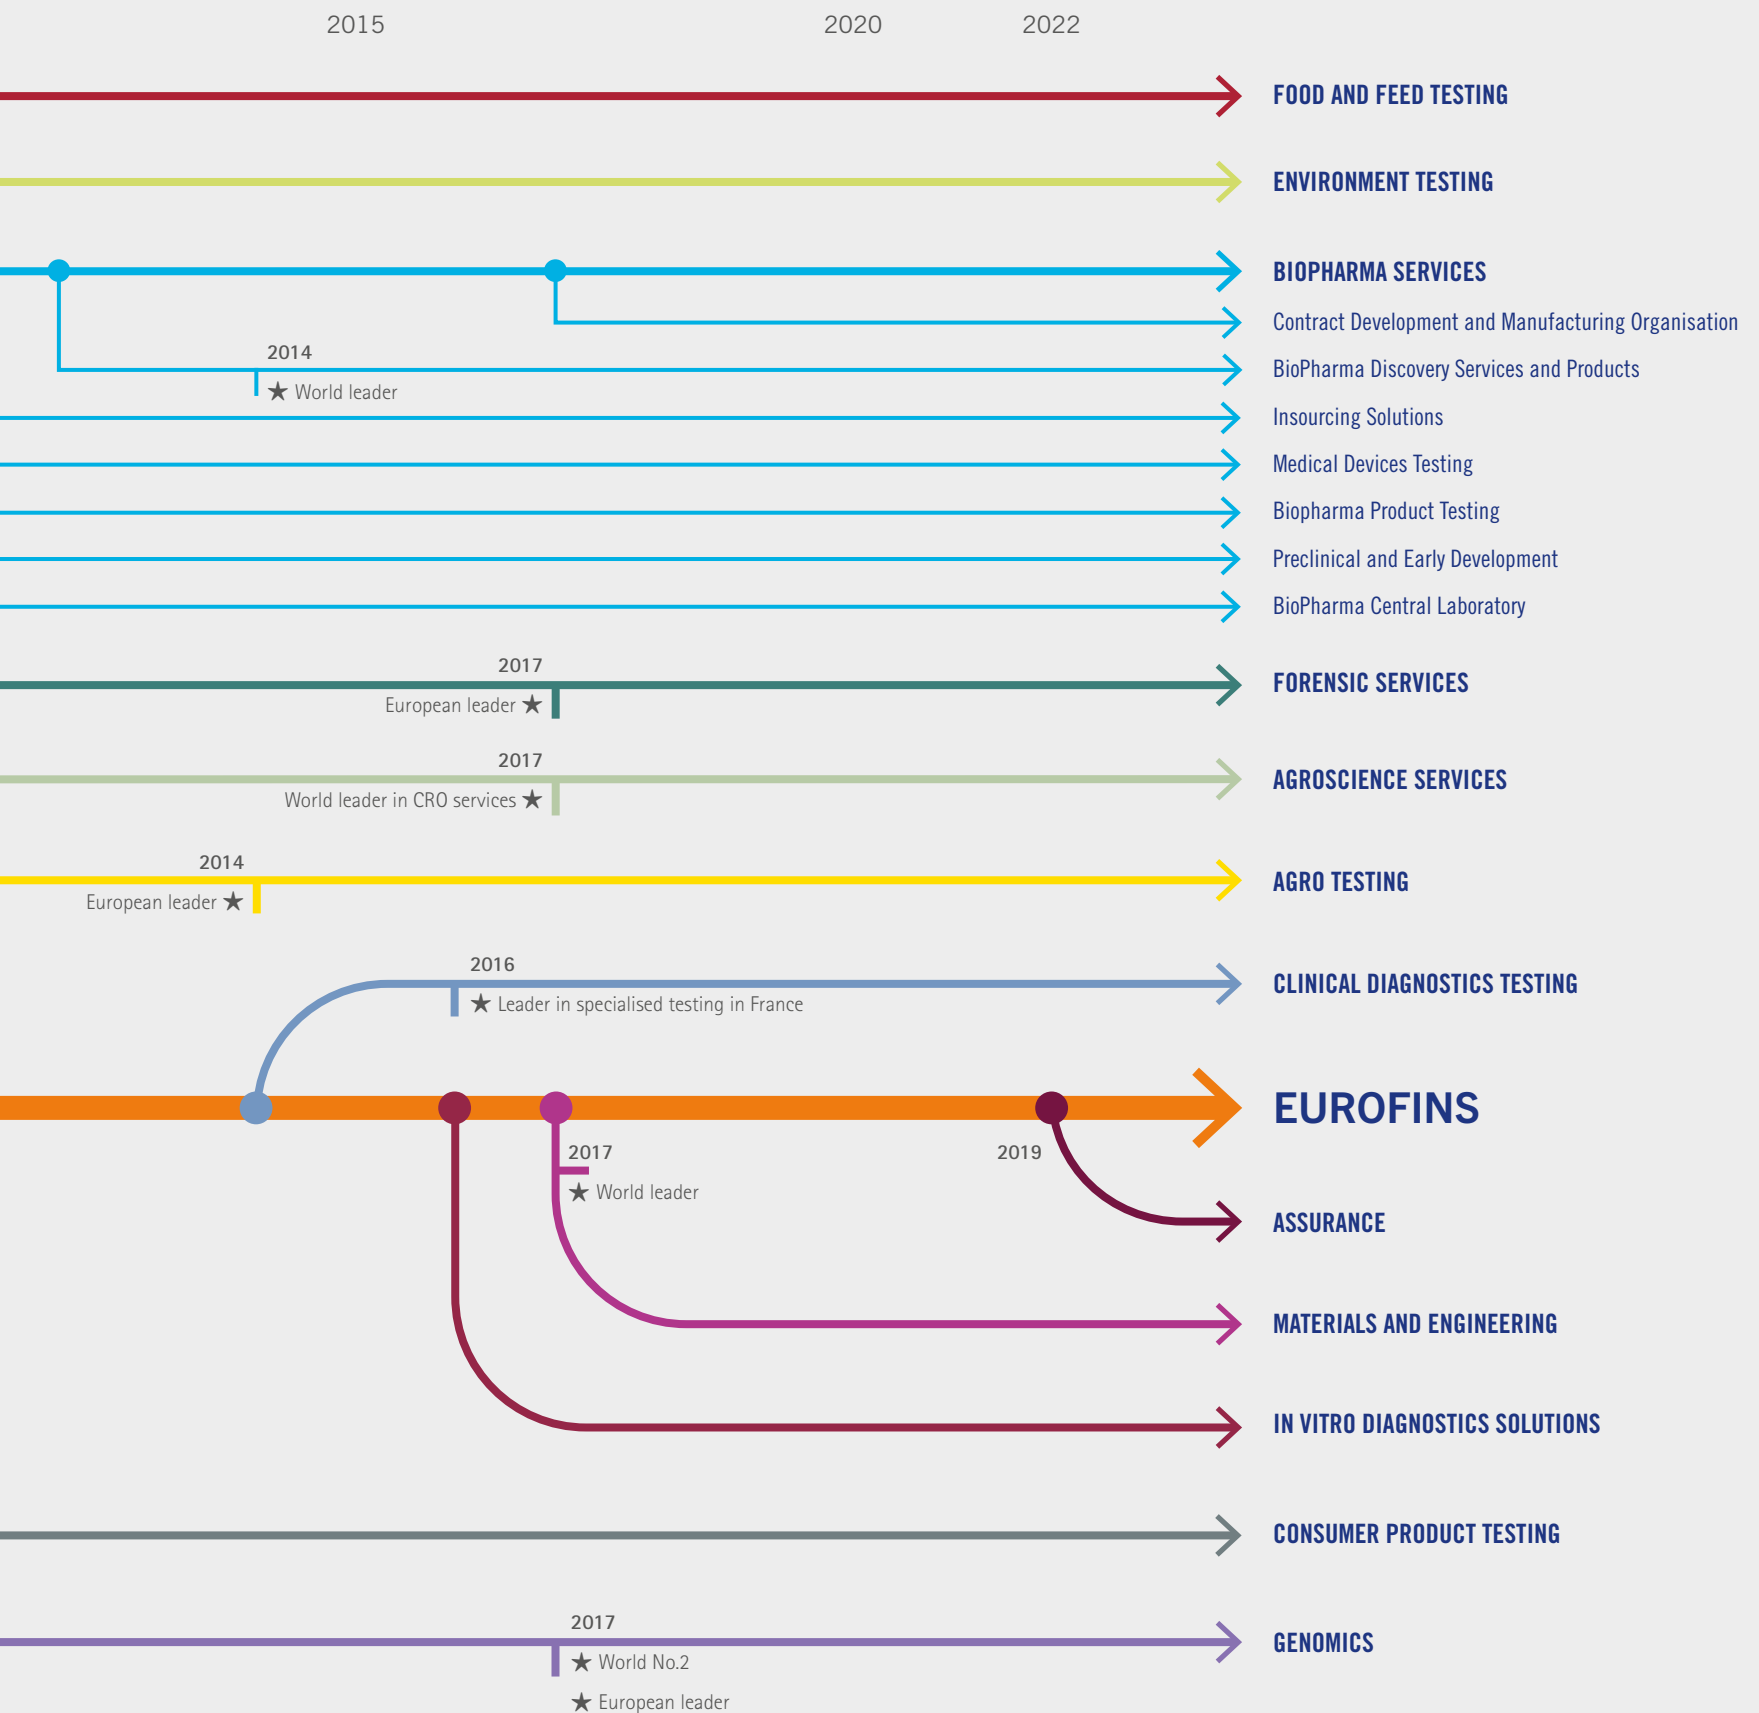 2015 2020 2022
FOOD AND FEED TESTING
ENVIRONMENT TESTING
BIOPHARMA SERVICES
Contract Development and Manufacturing Organisation
2014
BioPharma Discovery Services and Products
★ World leader
Insourcing Solutions
Medical Devices Testing
Biopharma Product Testing
Preclinical and Early Development
BioPharma Central Laboratory
2017
FORENSIC SERVICES
European leader ★
2017
AGROSCIENCE SERVICES
World leader in CRO services ★
2014
AGRO TESTING
European leader ★
2016
CLINICAL DIAGNOSTICS TESTING
★ Leader in specialised testing in France
EUROFINS
2017
★ World leader
2019
ASSURANCE
MATERIALS AND ENGINEERING
IN VITRO DIAGNOSTICS SOLUTIONS
CONSUMER PRODUCT TESTING
2017
GENOMICS
★ World No.2
★ European leader